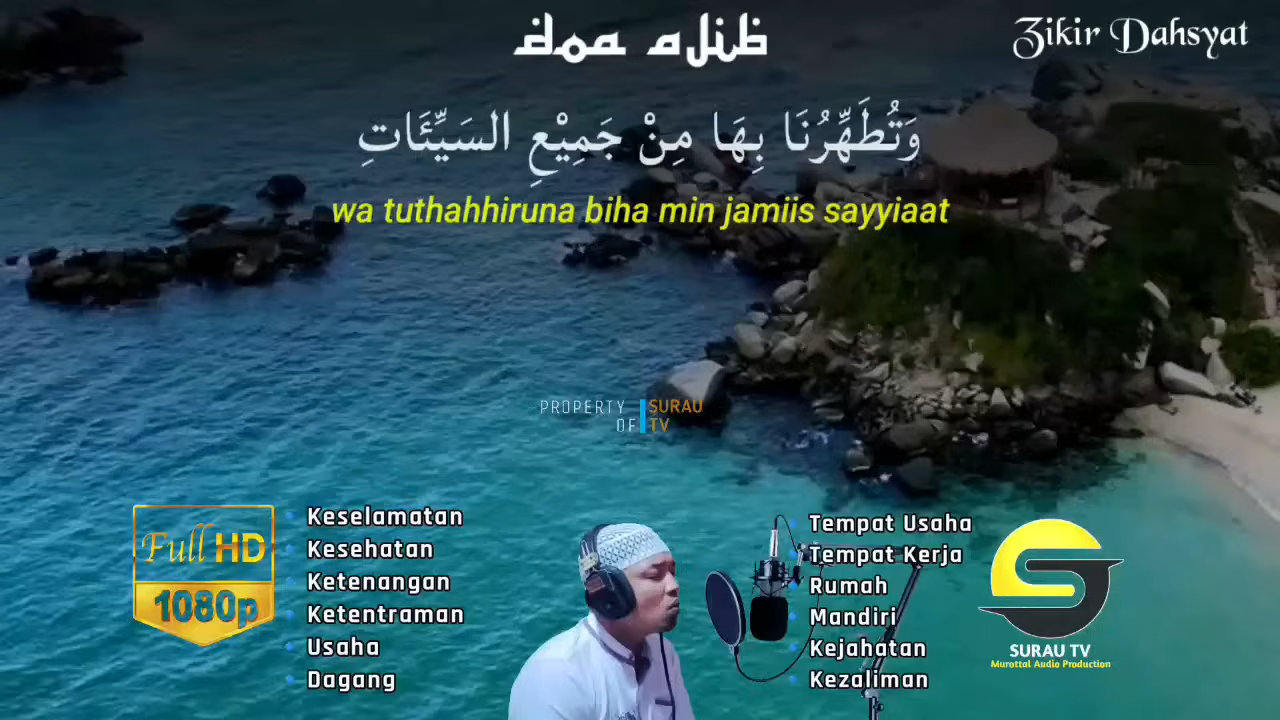 doa ajib
Zikir Dahsyat
وَتُطَهِّرُنَا بِهَا مِنْ جَمِيْعِ السَيِّئَاتِ
wa tuthahhiruna biha min jamiis sayyiaat
PROPERTY OF
SURAU TV
Full HD
1080p
Keselamatan
Kesehatan
Ketenangan
Ketentraman
Usaha
Dagang
Tempat Usaha
Tempat Kerja
Rumah
Mandiri
Kejahatan
Kezaliman
SURAU TV
Murottal Audio Production